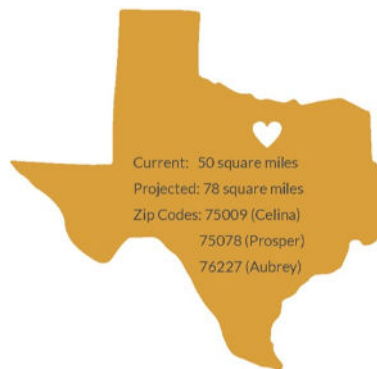 Current: 50 square miles
Projected: 78 square miles
Zip Codes: 75009 (Celina)
75078 (Prosper)
76227 (Aubrey)